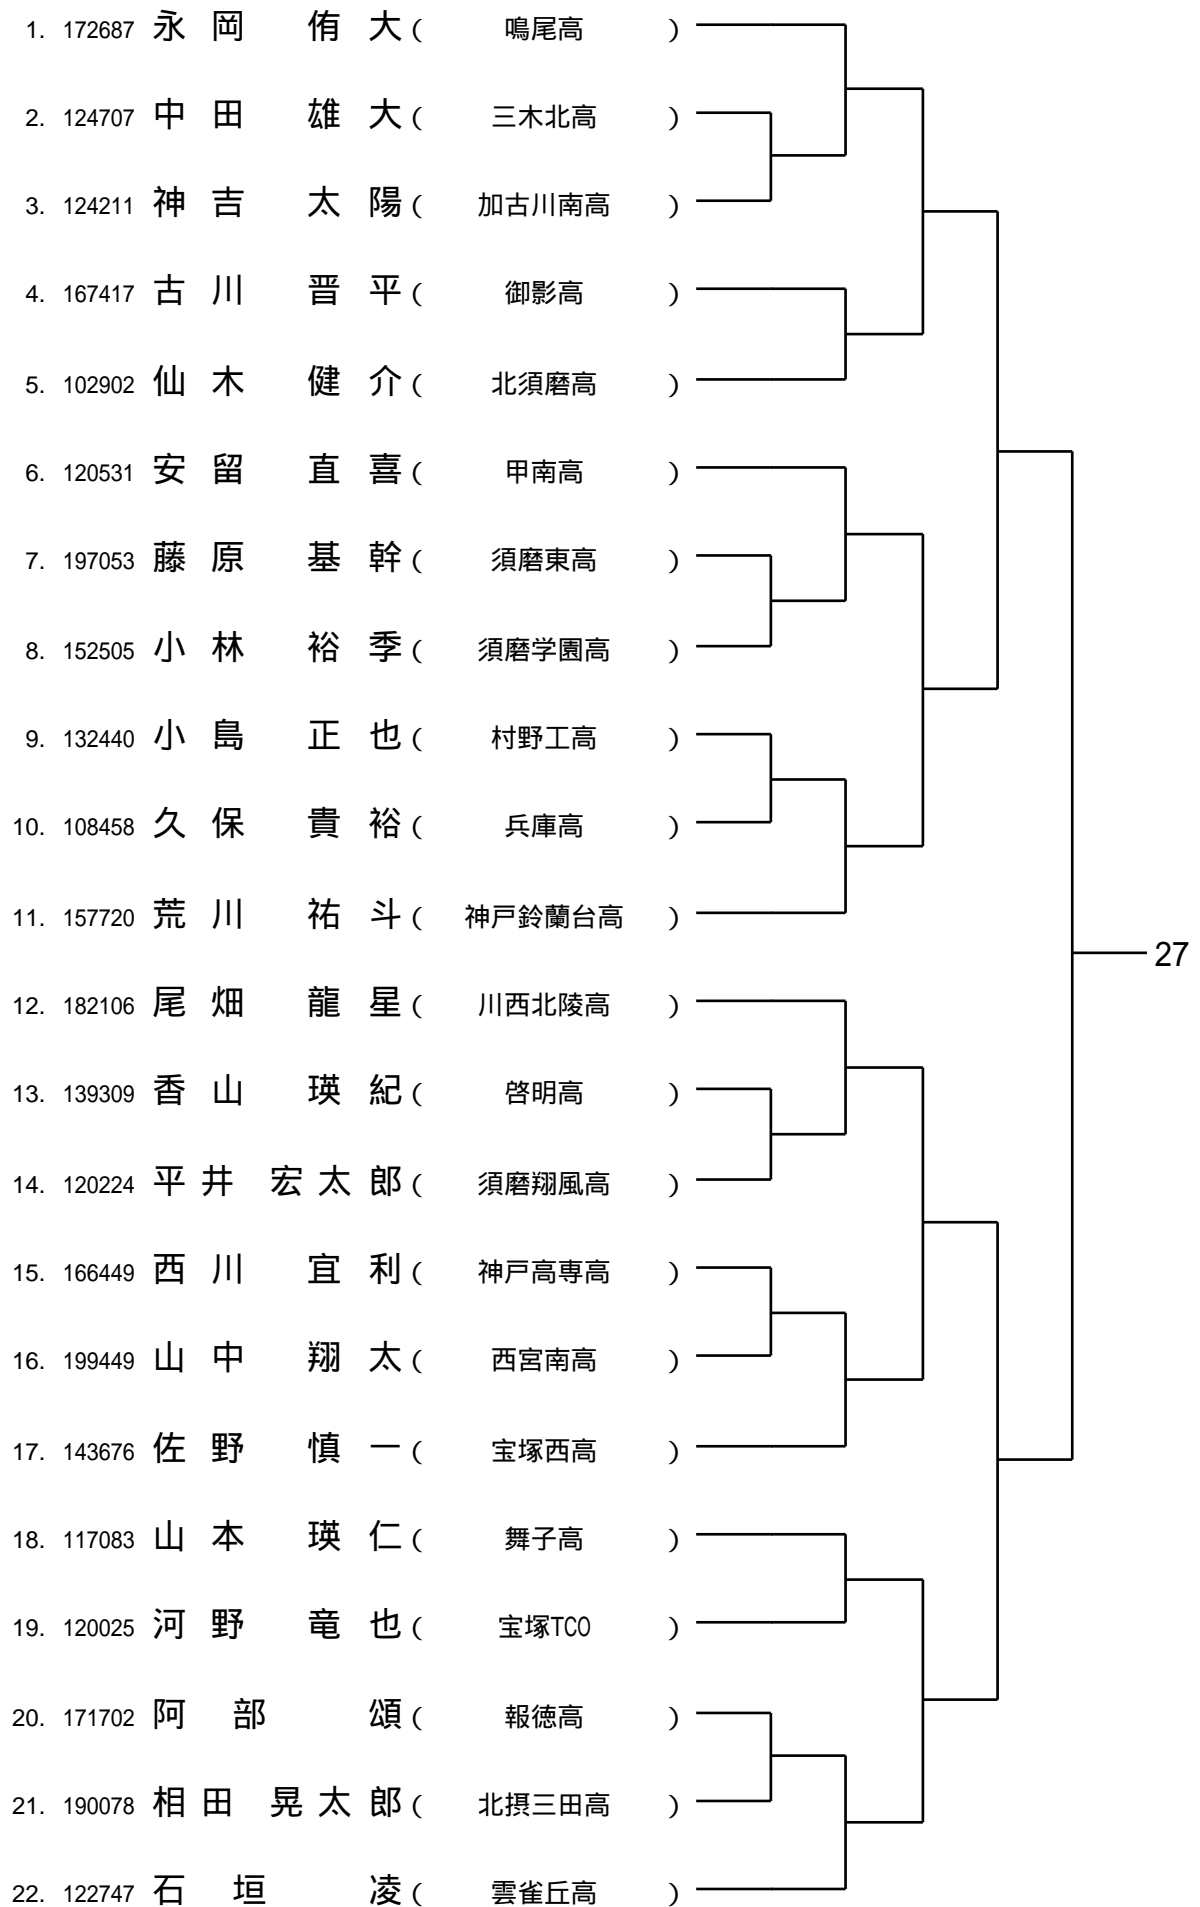 1. 172687 永岡 侑大 ( 鳴尾高 )
2. 124707 中田 雄大 ( 三木北高 )
3. 124211 神吉 太陽 ( 加古川南高 )
4. 167417 古川 晋平 ( 御影高 )
5. 102902 仙木 健介 ( 北須磨高 )
6. 120531 安留 直喜 ( 甲南高 )
7. 197053 藤原 基幹 ( 須磨東高 )
8. 152505 小林 裕季 ( 須磨学園高 )
9. 132440 小島 正也 ( 村野工高 )
10. 108458 久保 貴裕 ( 兵庫高 )
11. 157720 荒川 祐斗 ( 神戸鈴蘭台高 )
27
12. 182106 尾畑 龍星 ( 川西北陵高 )
13. 139309 香山 瑛紀 ( 啓明高 )
14. 120224 平井 宏太郎 ( 須磨翔風高 )
15. 166449 西川 宜利 ( 神戸高専高 )
16. 199449 山中 翔太 ( 西宮南高 )
17. 143676 佐野 慎一 ( 宝塚西高 )
18. 117083 山本 瑛仁 ( 舞子高 )
19. 120025 河野 竜也 ( 宝塚TCO )
20. 171702 阿部 頌 ( 報徳高 )
21. 190078 相田 晃太郎 ( 北摂三田高 )
22. 122747 石垣 凌 ( 雲雀丘高 )